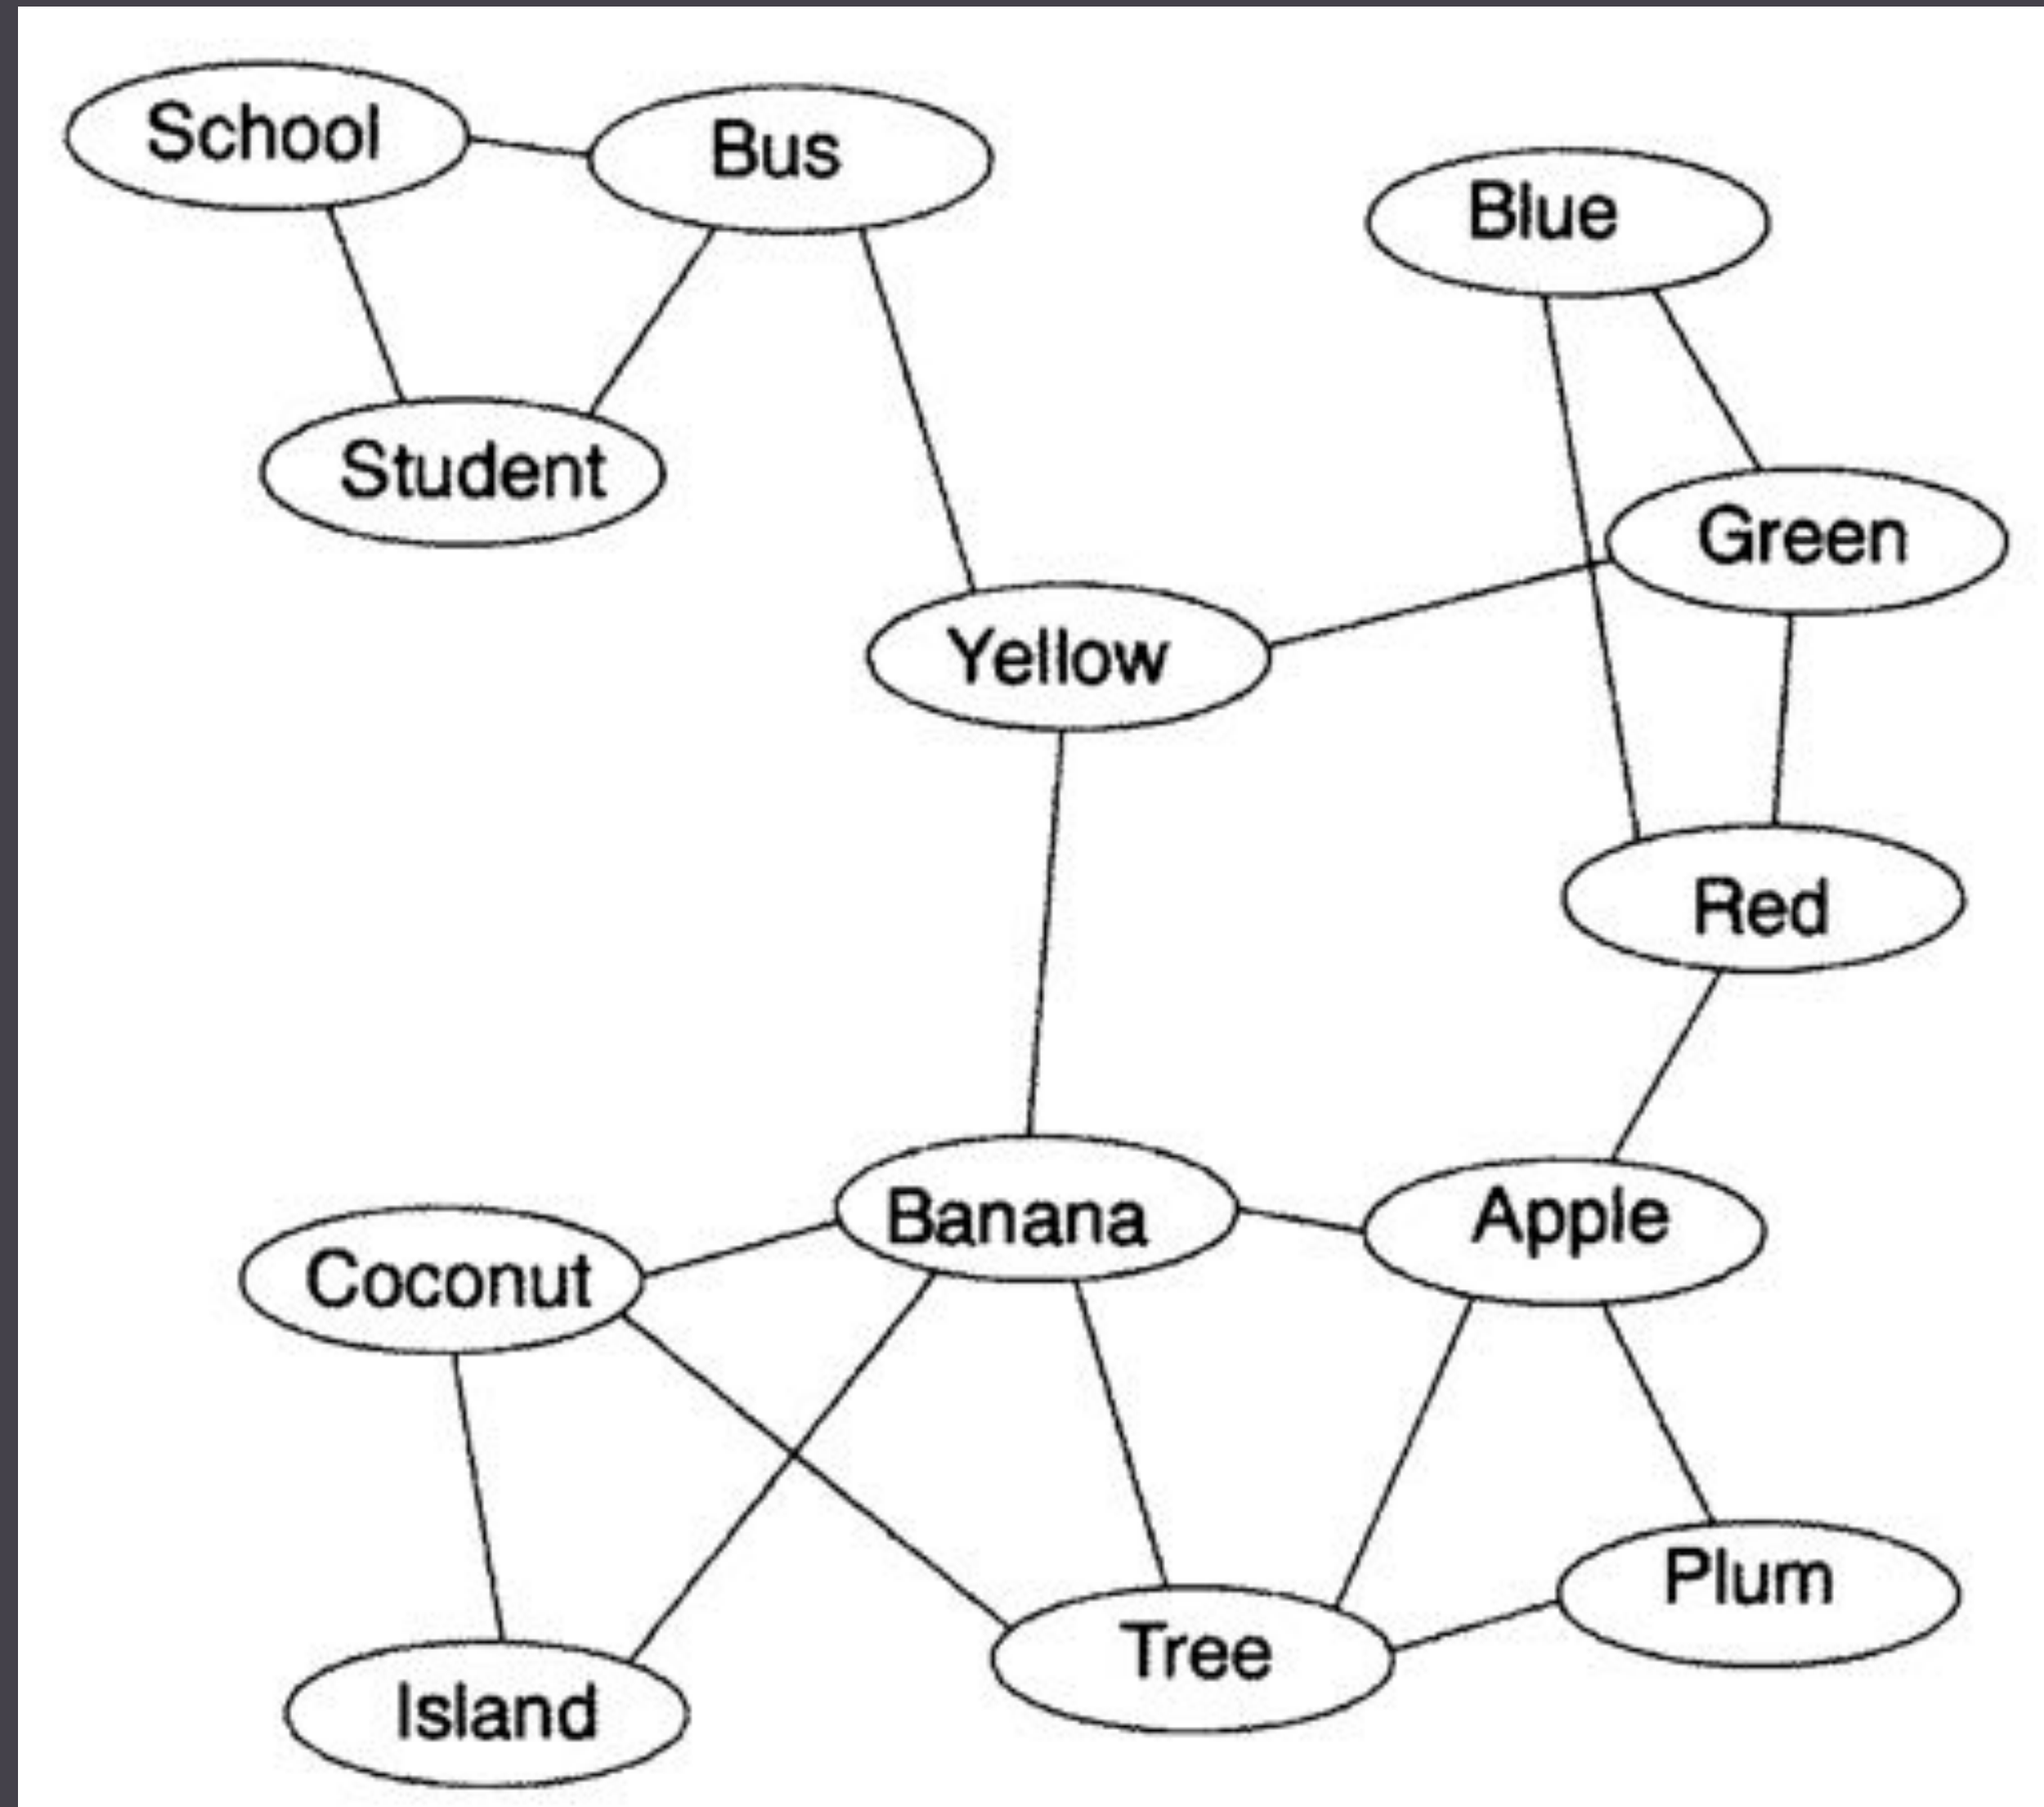 School
Bus
Blue
Student
Green
Yellow
Red
Banana
Apple
Coconut
Plum
Tree
Island